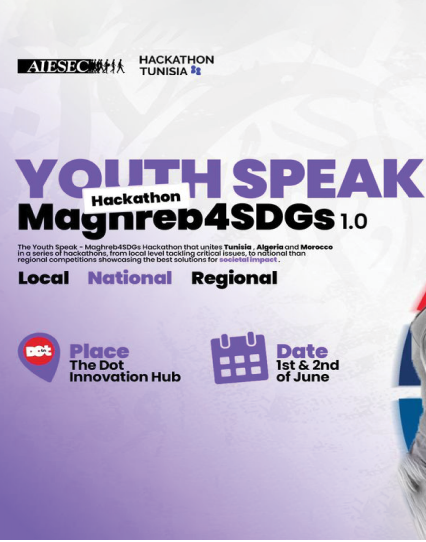 AIESEC
HACKATHON
TUNISIA
YOUTH SPEAK
Hackathon
Maghreb4SDGs 1.0
The Youth Speak - Maghreb4SDGs Hackathon that unites Tunisia , Algeria and Morocco
in a series of hackathons, from local level tackling critical issues, to national than
regional competitions showcasing the best solutions for societal impact .
Local National Regional
DOT
Place
The Dot
Innovation Hub
Date
1st & 2nd
of June